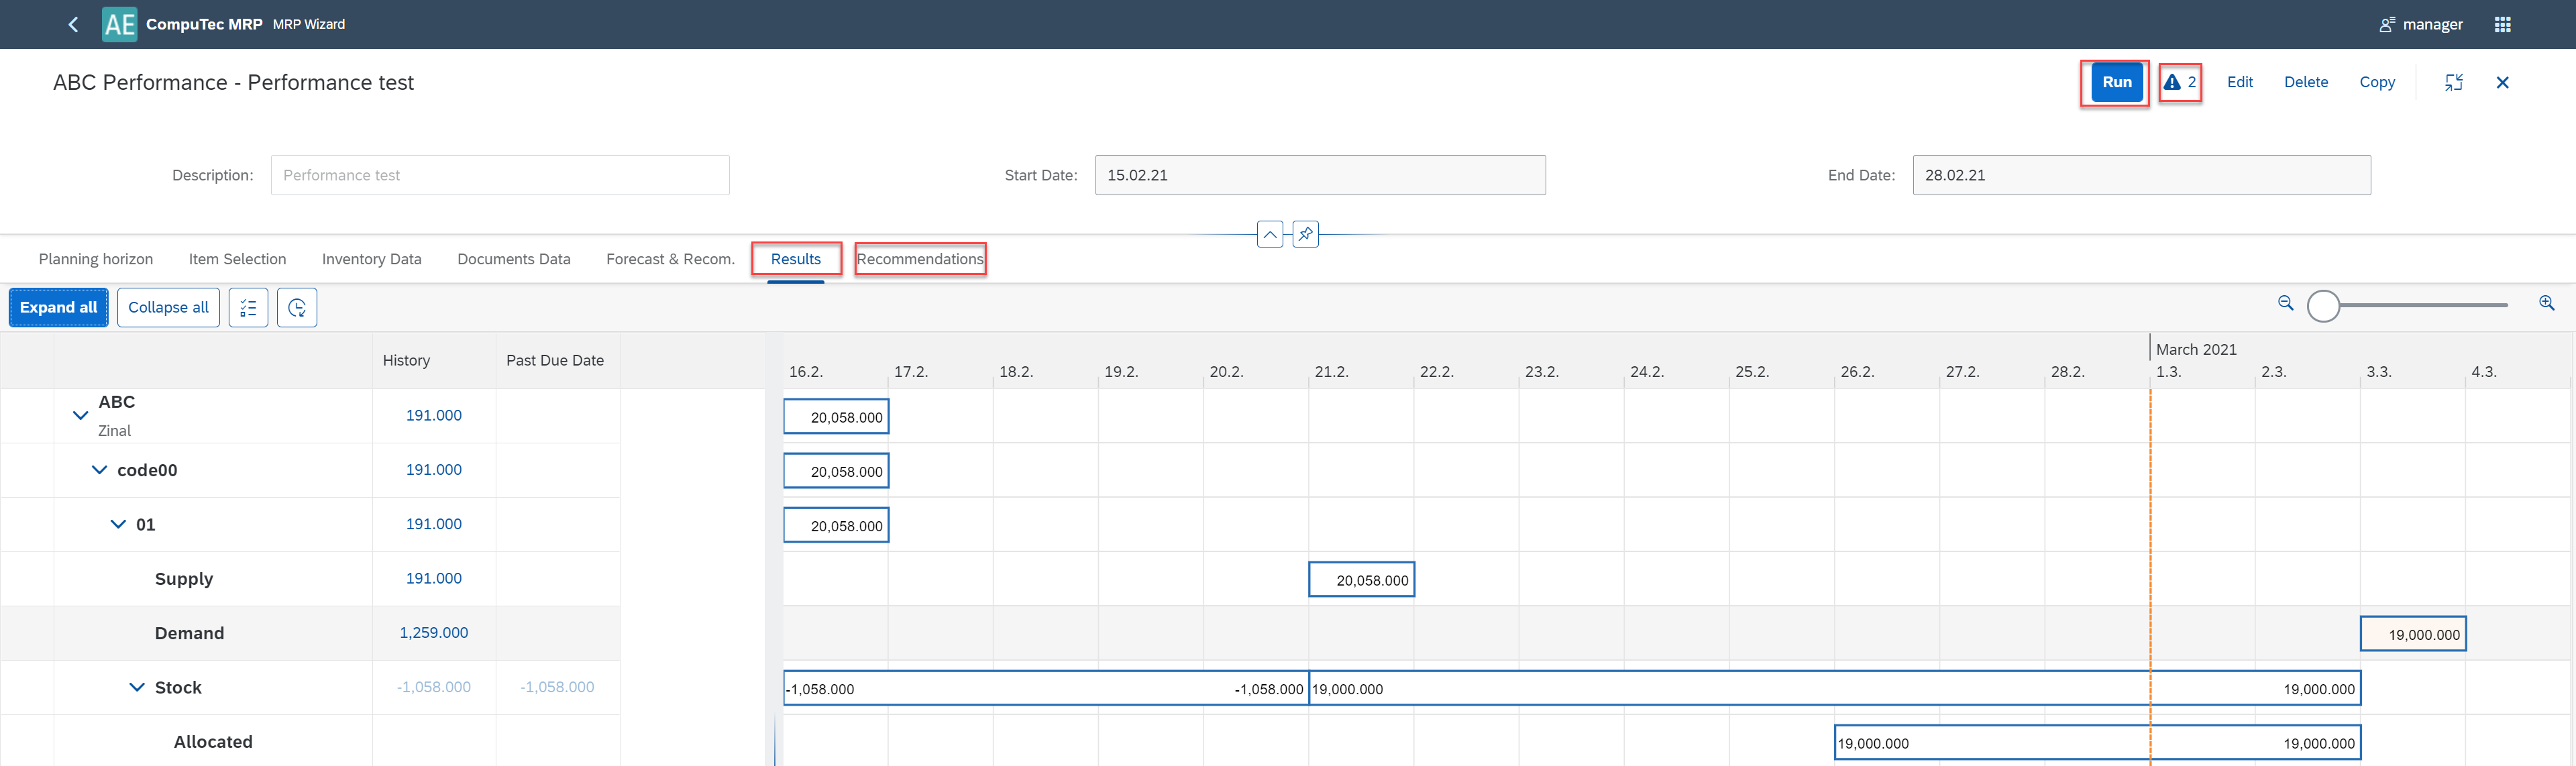 AE CompuTec MRP MRP Wizard manager
ABC Performance - Performance test
Run 2 Edit Delete Copy
Description: Performance test Start Date: 15.02.21 End Date: 28.02.21
Planning horizon Item Selection Inventory Data Documents Data Forecast & Recom. Results Recommendations
Expand all Collapse all
History Past Due Date
March 2021
16.2. 17.2. 18.2. 19.2. 20.2. 21.2. 22.2. 23.2. 24.2. 25.2. 26.2. 27.2. 28.2. 1.3. 2.3. 3.3. 4.3.
ABC
Zinal
191.000 20,058.000
code00 191.000 20,058.000
01 191.000 20,058.000
Supply 191.000 20,058.000
Demand 1,259.000 19,000.000
Stock -1,058.000 -1,058.000 -1,058.000 -1,058.000 19,000.000 19,000.000
Allocated 19,000.000 19,000.000